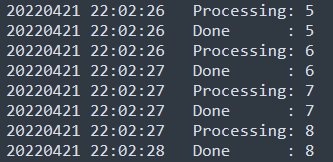 20220421 22:02:26   Processing: 5
20220421 22:02:26   Done      : 5
20220421 22:02:26   Processing: 6
20220421 22:02:27   Done      : 6
20220421 22:02:27   Processing: 7
20220421 22:02:27   Done      : 7
20220421 22:02:27   Processing: 8
20220421 22:02:28   Done      : 8